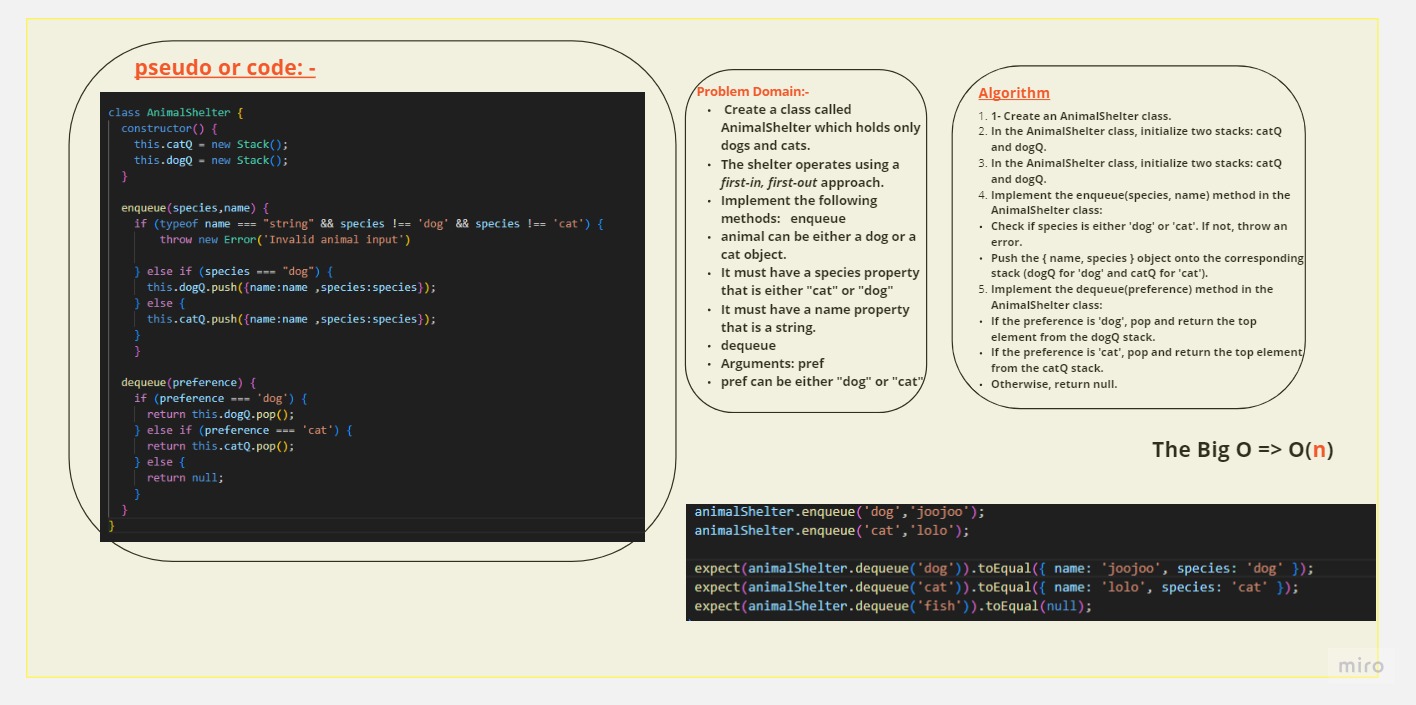 pseudo or code: -
class AnimalShelter {
constructor() {
this.catQ = new Stack();
this.dogQ = new Stack();
}
enqueue(species,name) {
if (typeof name === "string" && species !== 'dog' && species !== 'cat') {
throw new Error('Invalid animal input')
} else if (species === "dog") {
this.dogQ.push({name:name ,species:species});
} else {
this.catQ.push({name:name ,species:species});
}
}
dequeue(preference) {
if (preference === 'dog') {
return this.dogQ.pop();
} else if (preference === 'cat') {
return this.catQ.pop();
} else {
return null;
}
}
}
Problem Domain:-
• Create a class called
AnimalShelter which holds only
dogs and cats.
• The shelter operates using a
first-in, first-out approach.
• Implement the following
methods: enqueue
• animal can be either a dog or a
cat object.
• It must have a species property
that is either "cat" or "dog"
• It must have a name property
that is a string.
• dequeue
• Arguments: pref
• pref can be either "dog" or "cat"
Algorithm
1. 1- Create an AnimalShelter class.
2. In the AnimalShelter class, initialize two stacks: catQ
and dogQ.
3. In the AnimalShelter class, initialize two stacks: catQ
and dogQ.
4. Implement the enqueue(species, name) method in the
AnimalShelter class:
• Check if species is either 'dog' or 'cat'. If not, throw an
error.
• Push the { name, species } object onto the corresponding
stack (dogQ for 'dog' and catQ for 'cat').
5. Implement the dequeue(preference) method in the
AnimalShelter class:
• If the preference is 'dog', pop and return the top
element from the dogQ stack.
• If the preference is 'cat', pop and return the top element
from the catQ stack.
• Otherwise, return null.
The Big O => O(n)
animalShelter.enqueue('dog','joojoo');
animalShelter.enqueue('cat','lolo');
expect(animalShelter.dequeue('dog')).toEqual({ name: 'joojoo', species: 'dog' });
expect(animalShelter.dequeue('cat')).toEqual({ name: 'lolo', species: 'cat' });
expect(animalShelter.dequeue('fish')).toEqual(null);
miro